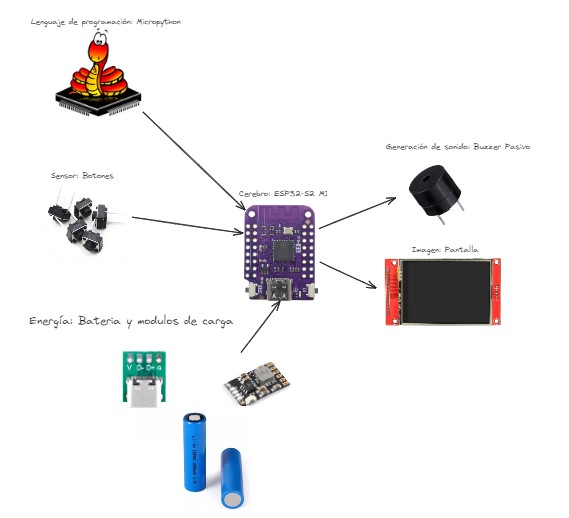 Lenguaje de programación: Micropython
Generación de sonido: Buzzer Pasivo
Sensor: Botones
Cerebro: ESP32-S2 MI
Imagen: Pantalla
Energía: Bateria y modulos de carga
V D- D+ G